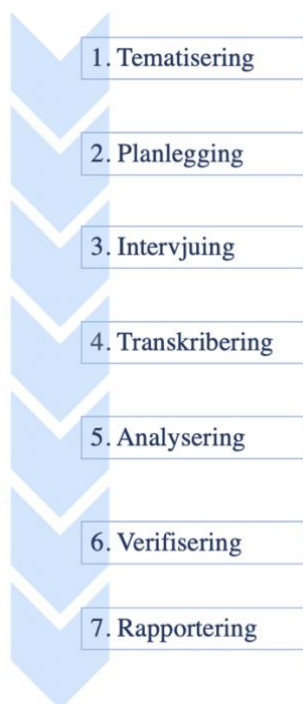 1. Tematisering
2. Planlegging
3. Intervjuing
4. Transkribering
5. Analysering
6. Verifisering
7. Rapportering